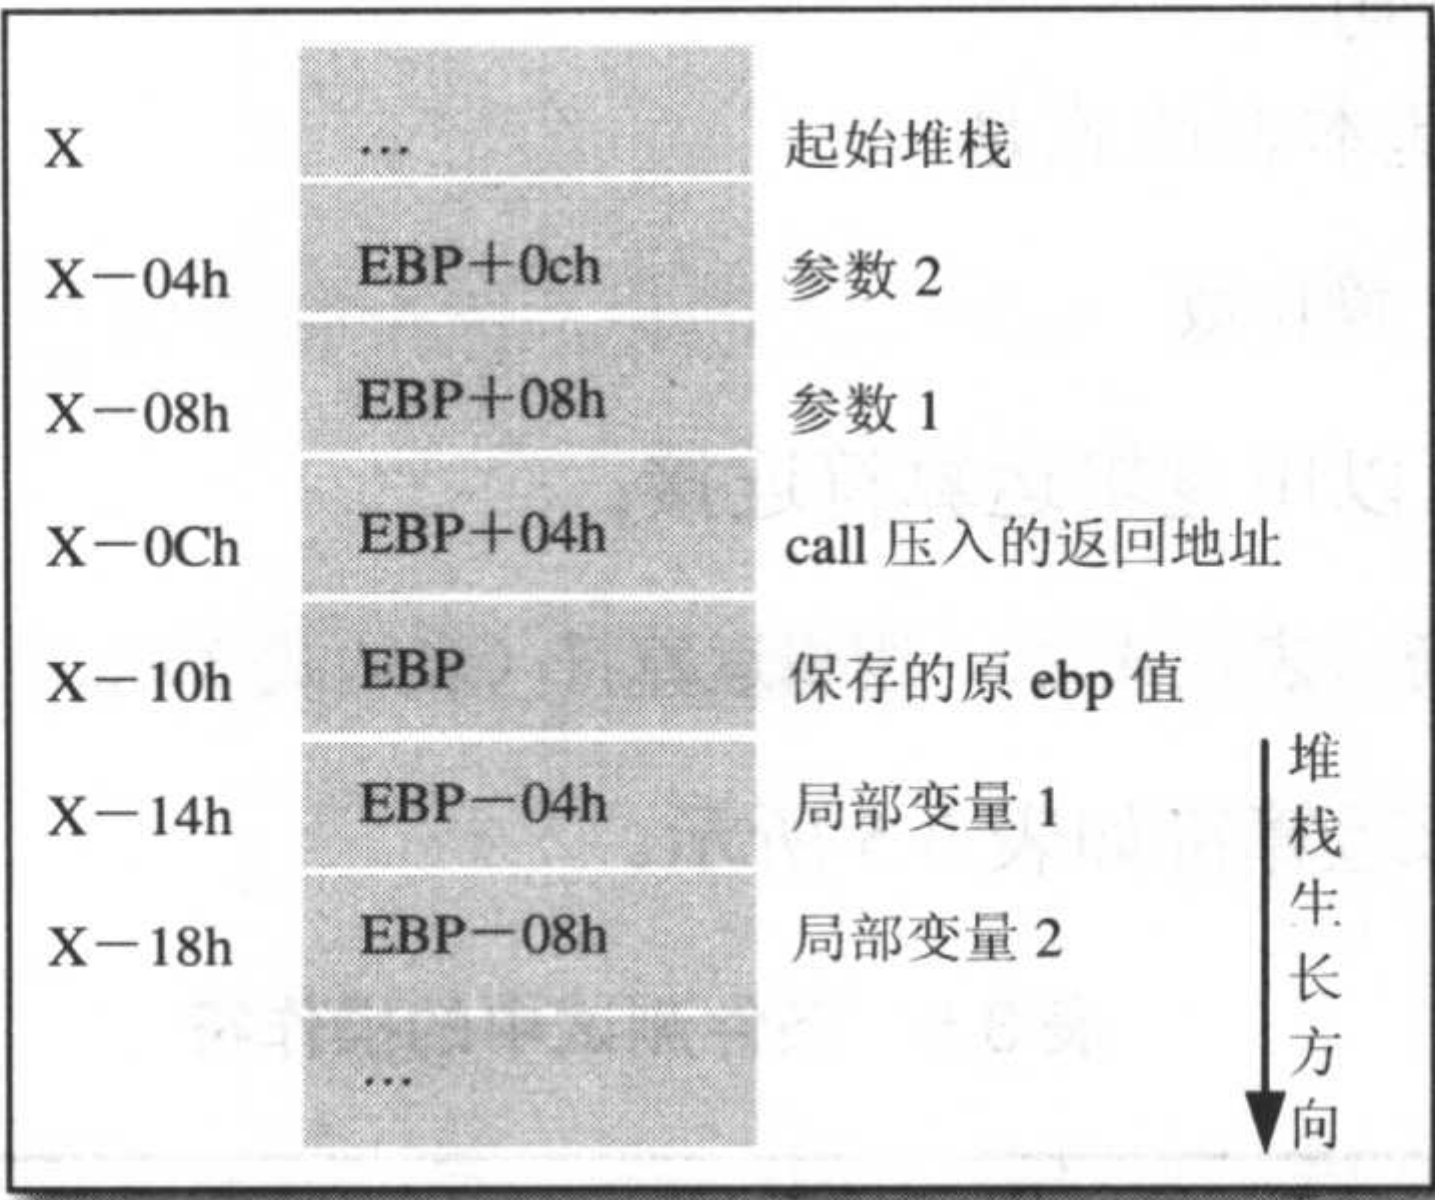 X ... 起始堆栈
X－04h EBP＋0ch 参数 2
X－08h EBP＋08h 参数 1
X－0Ch EBP＋04h call 压入的返回地址
X－10h EBP 保存的原 ebp 值
X－14h EBP－04h 局部变量 1
X－18h EBP－08h 局部变量 2
...
堆栈生长方向